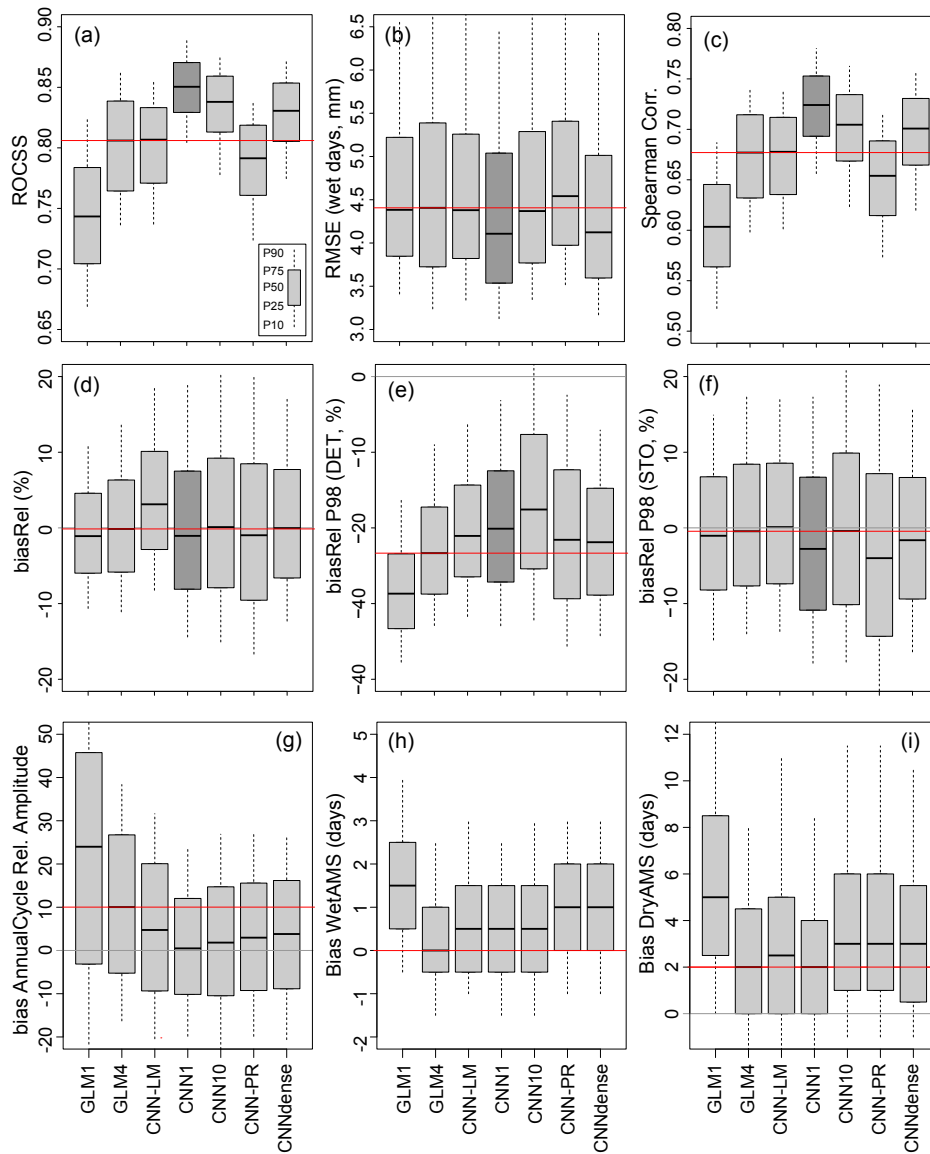 (a)
ROCSS
0.90
0.85
0.80
0.75
0.70
0.65
P90
P75
P50
P25
P10
(b)
RMSE (wet days, mm)
6.5
6.0
5.5
5.0
4.5
4.0
3.5
3.0
(c)
Spearman Corr.
0.80
0.75
0.70
0.65
0.60
0.55
0.50
(d)
biasRel (%)
20
10
0
-10
-20
(e)
biasRel P98 (DET, %)
0
-10
-20
-40
-40
(f)
biasRel P98 (STO, %)
20
10
0
-10
-20
(g)
bias AnnualCycle Rel. Amplitude
50
40
30
20
10
0
-10
-20
(h)
Bias WetAMS (days)
5
4
3
2
1
0
-1
-2
(i)
Bias DryAMS (days)
12
10
8
6
4
2
0
GLM1
GLM4
CNN-LM
CNN1
CNN10
CNN-PR
CNNdense
GLM1
GLM4
CNN-LM
CNN1
CNN10
CNN-PR
CNNdense
GLM1
GLM4
CNN-LM
CNN1
CNN10
CNN-PR
CNNdense